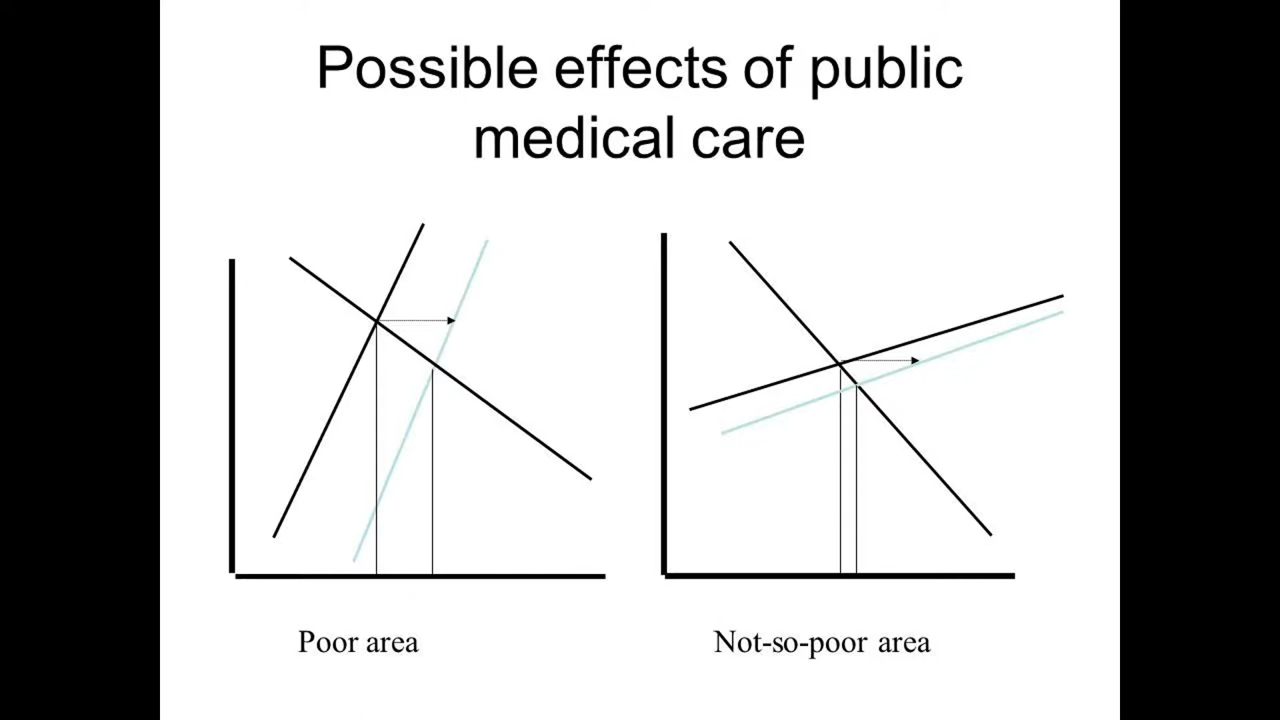 Possible effects of public
medical care
Poor area
Not-so-poor area